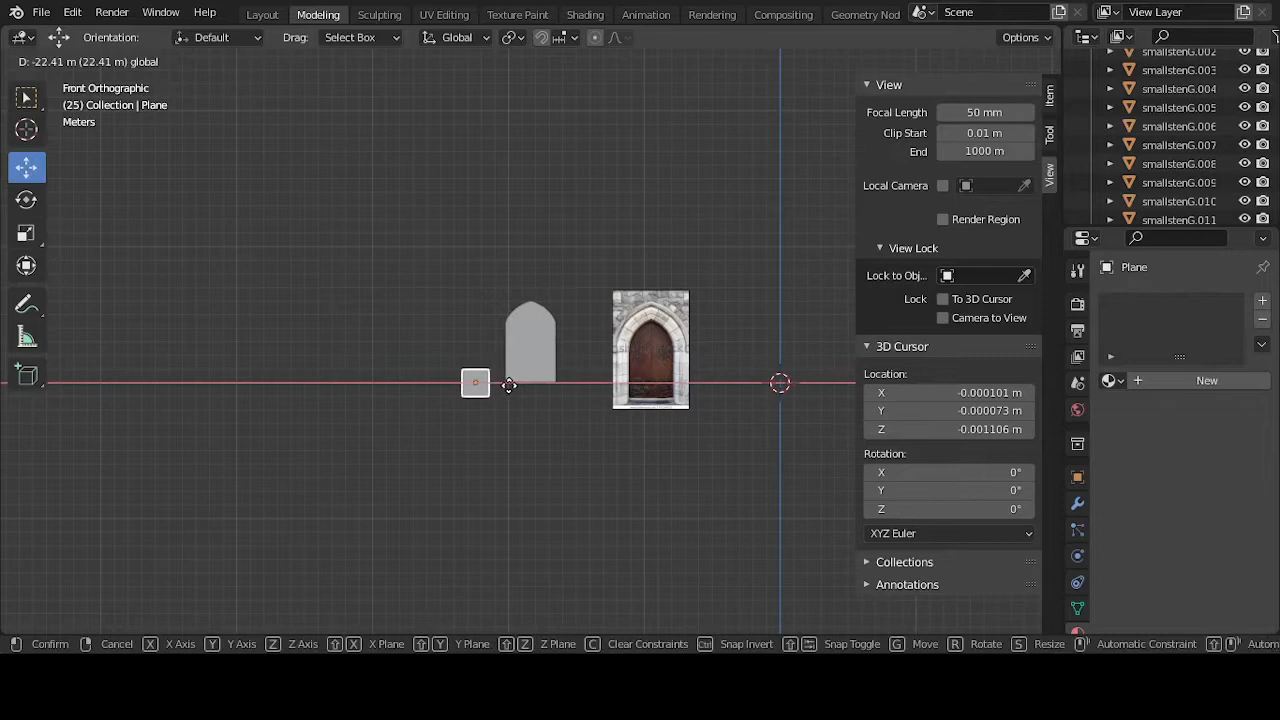 File Edit Render Window Help Layout Modeling Sculpting UV Editing Texture Paint Shading Animation Rendering Compositing Geometry Nod Scene View Layer
Orientation: Default Drag: Select Box Global Options
D: -22.41 m (22.41 m) global
Front Orthographic
(25) Collection | Plane
Meters
View
Focal Length 50 mm
Clip Start 0.01 m
End 1000 m
Local Camera
Render Region
View Lock
Lock to Obj...
Lock To 3D Cursor
Camera to View
3D Cursor
Location:
X -0.000101 m
Y -0.000073 m
Z -0.001106 m
Rotation:
X 0°
Y 0°
Z 0°
XYZ Euler
Collections
Annotations
Item
Tool
View
smallstenG.002
smallstenG.003
smallstenG.004
smallstenG.005
smallstenG.006
smallstenG.007
smallstenG.008
smallstenG.009
smallstenG.010
smallstenG.011
Plane
New
Confirm Cancel X X Axis Y Y Axis Z Z Axis X X Plane Y Y Plane Z Z Plane C Clear Constraints Ctrl Snap Invert Snap Toggle G Move R Rotate S Resize Automatic Constraint Autom